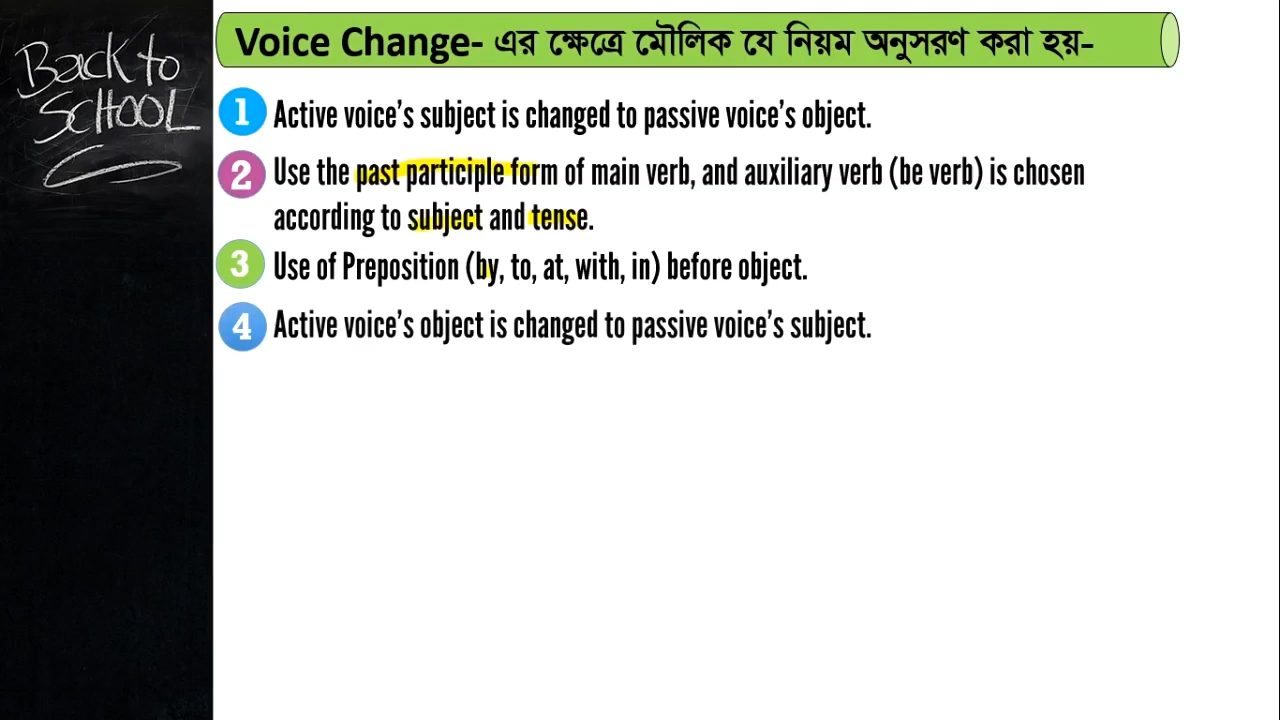 Back to
SCHOOL
Voice Change- এর ক্ষেত্রে মৌলিক যে নিয়ম অনুসরণ করা হয়-
1 Active voice's subject is changed to passive voice's object.
2 Use the past participle form of main verb, and auxiliary verb (be verb) is chosen
according to subject and tense.
3 Use of Preposition (by, to, at, with, in) before object.
4 Active voice's object is changed to passive voice's subject.